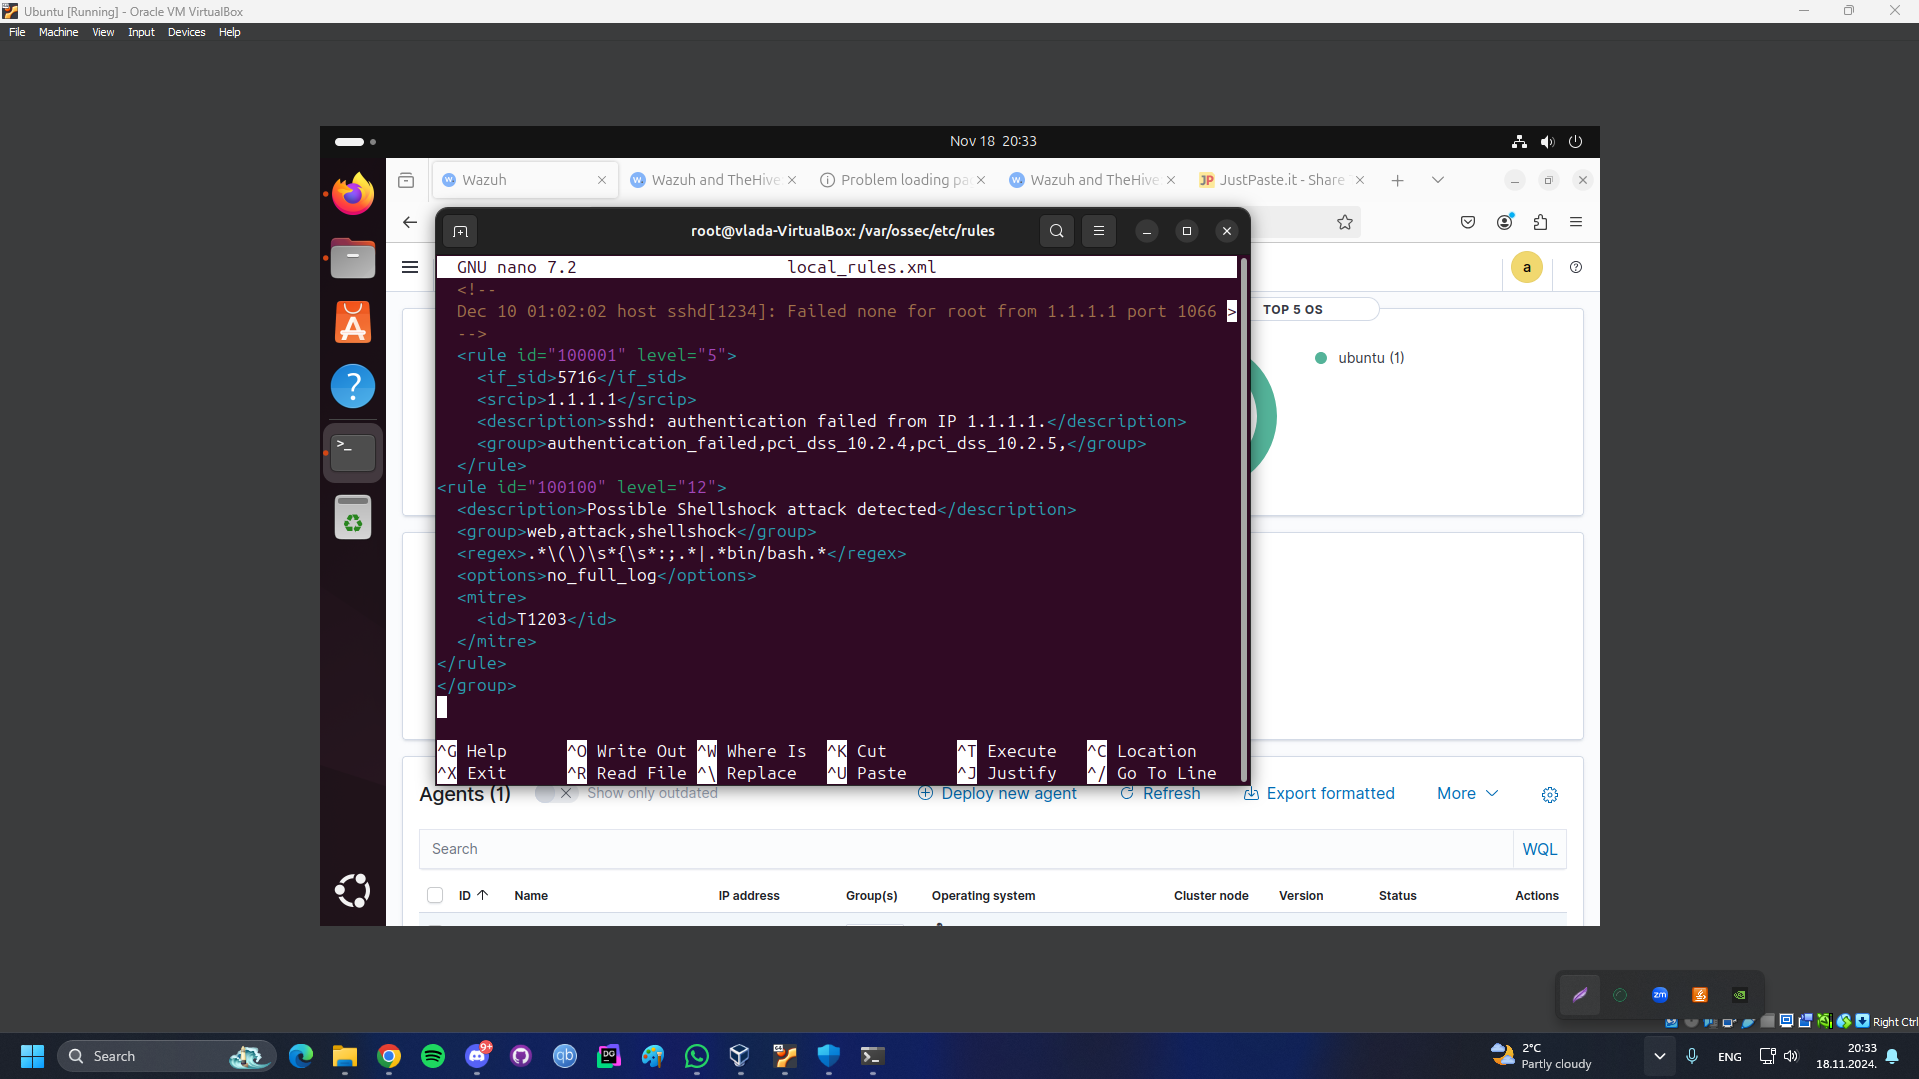 Ubuntu [Running] - Oracle VM VirtualBox
File Machine View Input Devices Help
Nov 18 20:33
Wazuh
Wazuh and TheHive
Problem loading pa
Wazuh and TheHive
JP JustPaste.it - Share
root@vlada-VirtualBox: /var/ossec/etc/rules
a
GNU nano 7.2 local_rules.xml
<!--
Dec 10 01:02:02 host sshd[1234]: Failed none for root from 1.1.1.1 port 1066 >
-->
<rule id="100001" level="5">
<if_sid>5716</if_sid>
<srcip>1.1.1.1</srcip>
<description>sshd: authentication failed from IP 1.1.1.1.</description>
<group>authentication_failed,pci_dss_10.2.4,pci_dss_10.2.5,</group>
</rule>
<rule id="100100" level="12">
<description>Possible Shellshock attack detected</description>
<group>web,attack,shellshock</group>
<regex>.*\(\)\s*{\s*:;.*|.*bin/bash.*</regex>
<options>no_full_log</options>
<mitre>
<id>T1203</id>
</mitre>
</rule>
</group>
^G Help ^O Write Out ^W Where Is ^K Cut ^T Execute ^C Location
^X Exit ^R Read File ^\ Replace ^U Paste ^J Justify ^/ Go To Line
TOP 5 OS
ubuntu (1)
Agents (1) Show only outdated Deploy new agent Refresh Export formatted More
Search WQL
ID Name IP address Group(s) Operating system Cluster node Version Status Actions
zm
Right Ctrl
Search
9+
qb
DG
2°C
Partly cloudy
ENG
20:33
18.11.2024.